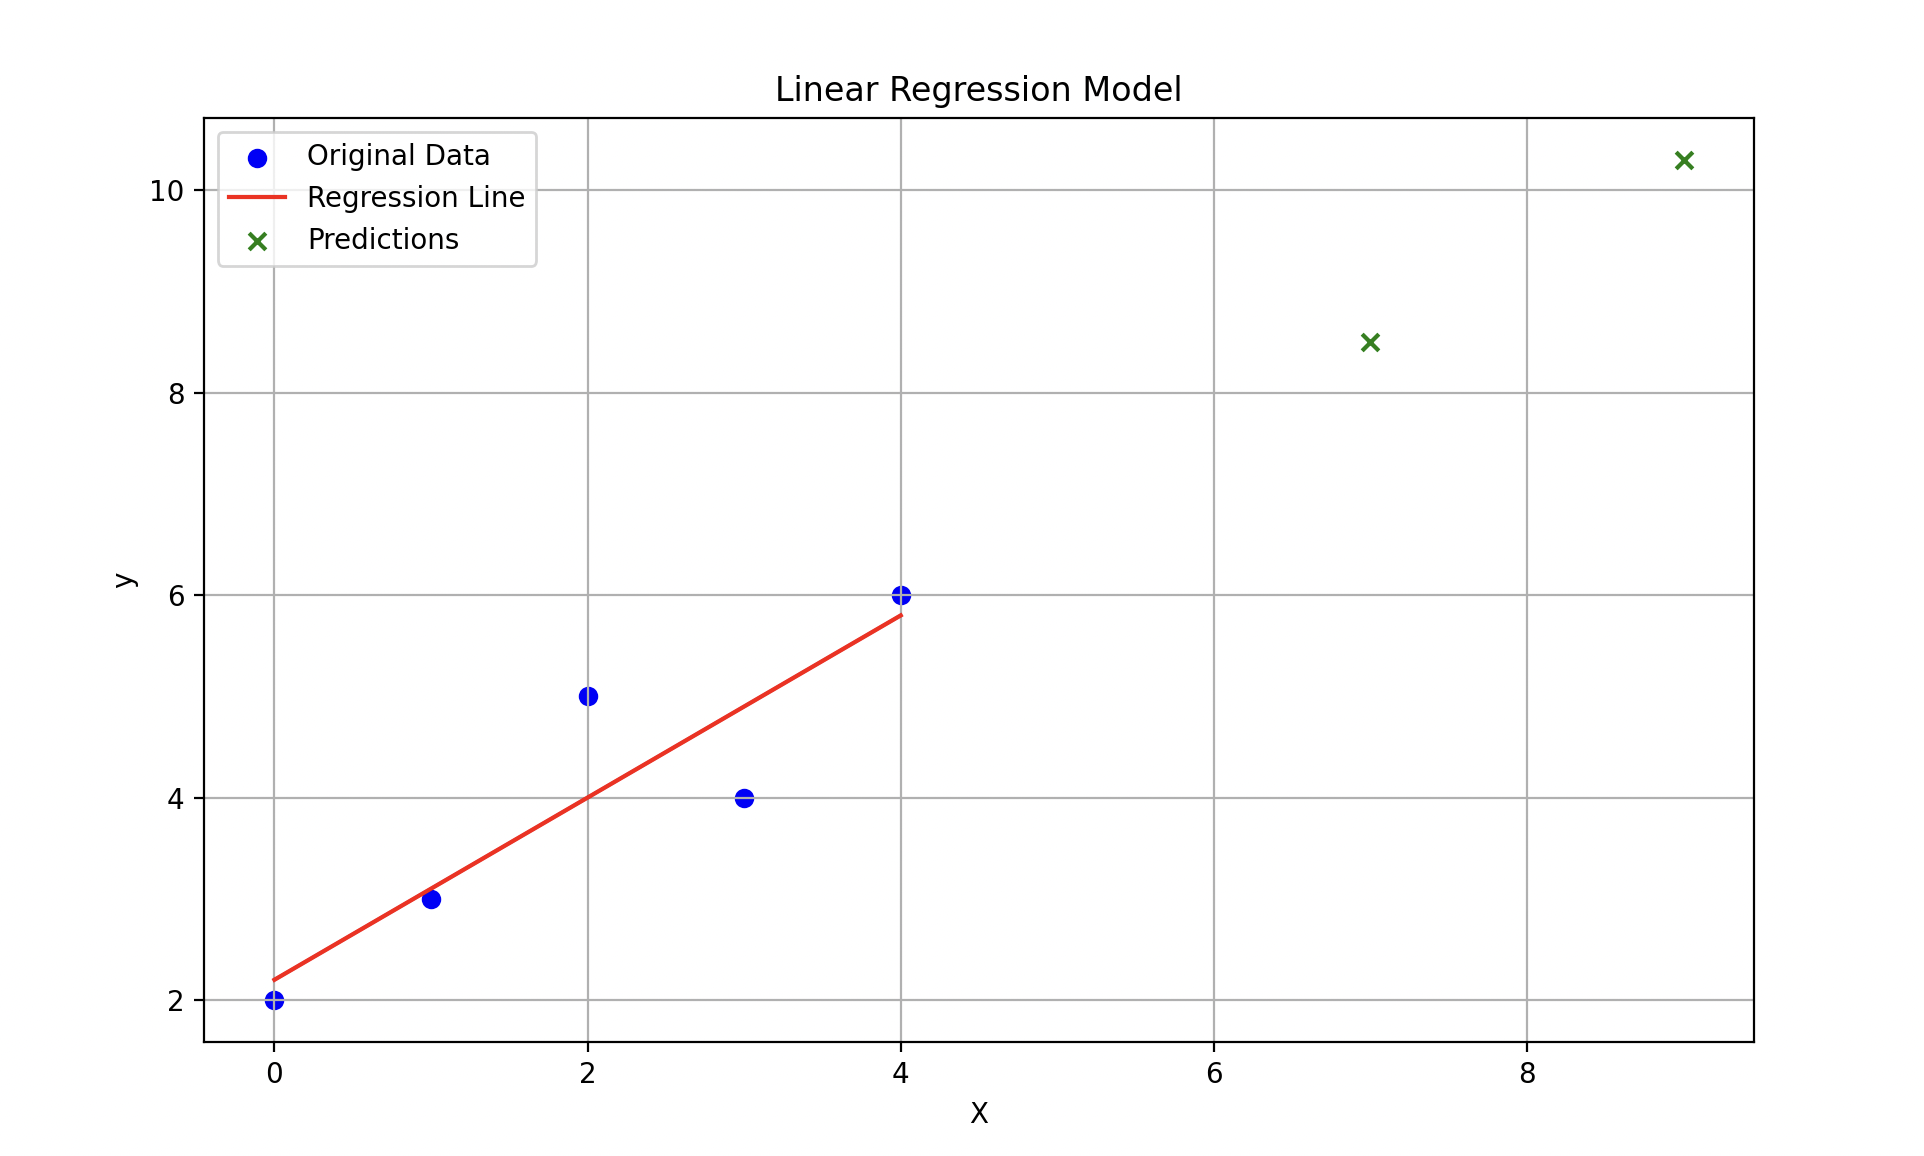 Linear Regression Model
Original Data
Regression Line
Predictions
10
8
6
4
2
y
0 2 4 6 8
X